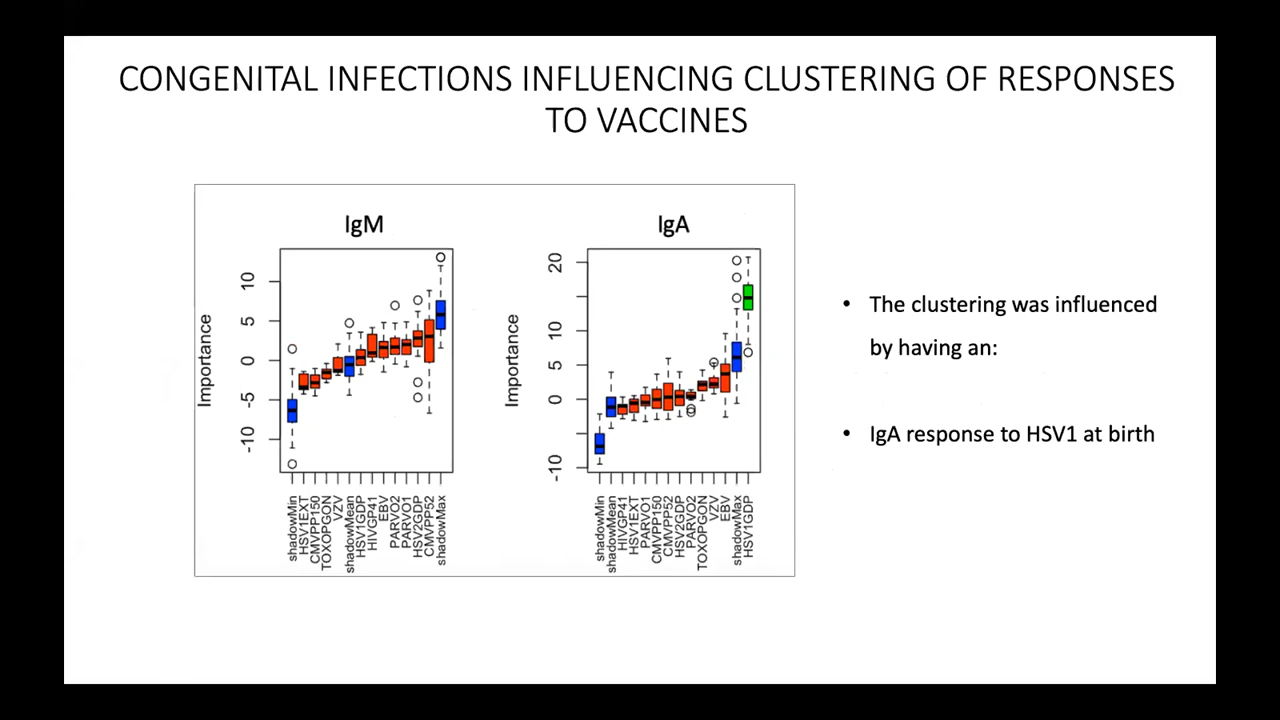 CONGENITAL INFECTIONS INFLUENCING CLUSTERING OF RESPONSES
TO VACCINES
IgM
Importance
10
5
0
-5
-10
shadowMin
HSV1EXT
CMVPP150
TOXOPGON
VZV
shadowMean
HSV1GDP
HIVGP41
EBV
PARVO2
PARVO1
HSV2GDP
CMVPP52
shadowMax
IgA
Importance
20
10
5
0
-10
shadowMin
shadowMean
HIVGP41
HSV1EXT
PARVO1
CMVPP150
CMVPP52
HSV2GDP
PARVO2
TOXOPGON
VZV
EBV
shadowMax
HSV1GDP
• The clustering was influenced
by having an:
• IgA response to HSV1 at birth